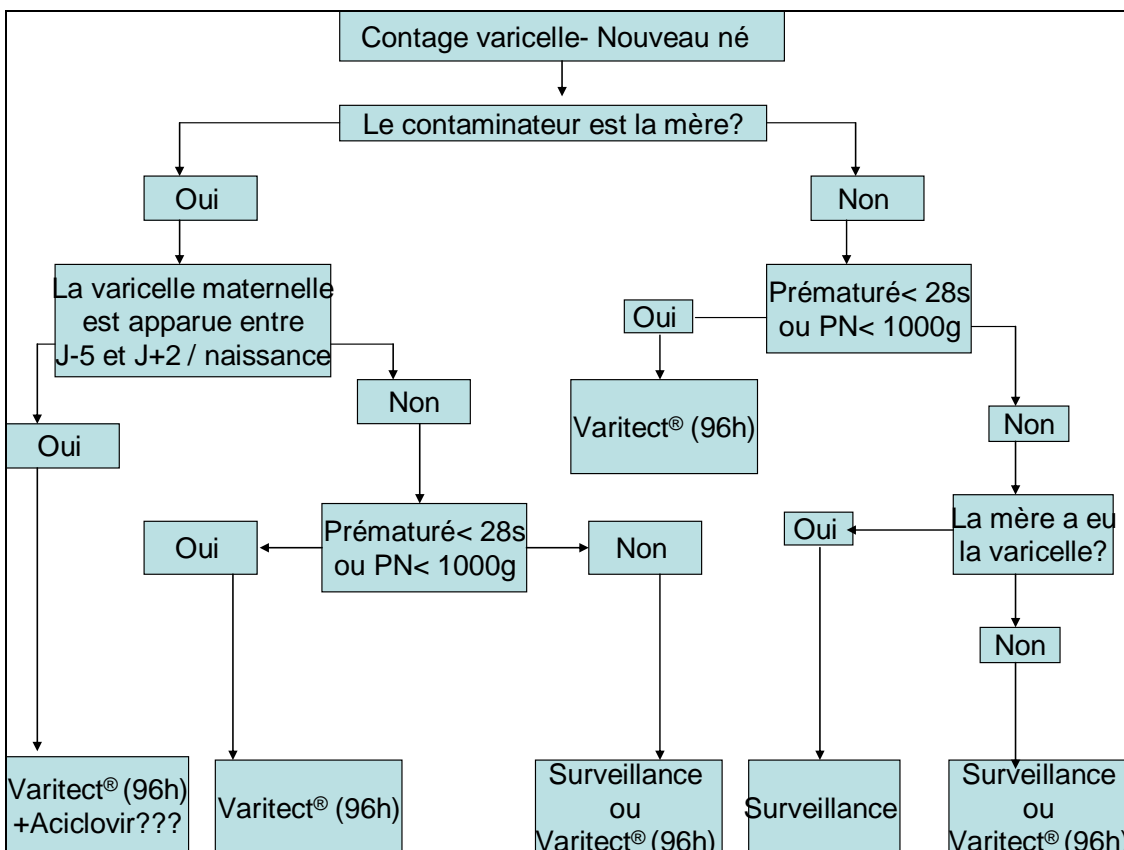 Contage varicelle- Nouveau né
Le contaminateur est la mère?
Oui
Non
La varicelle maternelle
est apparue entre
J-5 et J+2 / naissance
Prématuré< 28s
ou PN< 1000g
Oui
Non
Varitect® (96h)
Non
Oui
Prématuré< 28s
ou PN< 1000g
Oui
Non
La mère a eu
la varicelle?
Oui
Non
Varitect® (96h)
+Aciclovir???
Varitect® (96h)
Surveillance
ou
Varitect® (96h)
Surveillance
Surveillance
ou
Varitect® (96h)